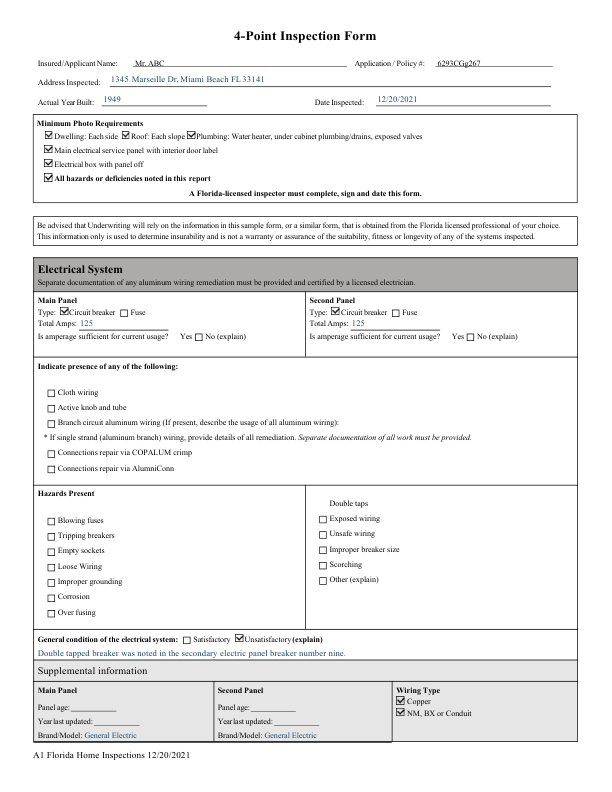 4-Point Inspection Form
Insured/Applicant Name: Mr. ABC Application / Policy #: 6293CGg267
Address Inspected: 1345 Marseille Dr, Miami Beach FL 33141
Actual Year Built: 1949 Date Inspected: 12/20/2021
Minimum Photo Requirements
☑ Dwelling: Each side ☑ Roof: Each slope ☑ Plumbing: Water heater, under cabinet plumbing/drains, exposed valves
☑ Main electrical service panel with interior door label
☑ Electrical box with panel off
☑ All hazards or deficiencies noted in this report
A Florida-licensed inspector must complete, sign and date this form.
Be advised that Underwriting will rely on the information in this sample form, or a similar form, that is obtained from the Florida licensed professional of your choice.
This information only is used to determine insurability and is not a warranty or assurance of the suitability, fitness or longevity of any of the systems inspected.
Electrical System
Separate documentation of any aluminum wiring remediation must be provided and certified by a licensed electrician.
Main Panel
Type: ☑ Circuit breaker ☐ Fuse
Total Amps: 125
Is amperage sufficient for current usage? Yes ☐ No (explain)
Second Panel
Type: ☑ Circuit breaker ☐ Fuse
Total Amps: 125
Is amperage sufficient for current usage? Yes ☐ No (explain)
Indicate presence of any of the following:
☐ Cloth wiring
☐ Active knob and tube
☐ Branch circuit aluminum wiring (If present, describe the usage of all aluminum wiring):
* If single strand (aluminum branch) wiring, provide details of all remediation. Separate documentation of all work must be provided.
☐ Connections repair via COPALUM crimp
☐ Connections repair via AlumniConn
Hazards Present
☐ Blowing fuses
☐ Tripping breakers
☐ Empty sockets
☐ Loose Wiring
☐ Improper grounding
☐ Corrosion
☐ Over fusing
Double taps
☐ Exposed wiring
☐ Unsafe wiring
☐ Improper breaker size
☐ Scorching
☐ Other (explain)
General condition of the electrical system: ☐ Satisfactory ☑ Unsatisfactory (explain)
Double tapped breaker was noted in the secondary electric panel breaker number nine.
Supplemental information
Main Panel
Panel age:
Year last updated:
Brand/Model: General Electric
Second Panel
Panel age:
Year last updated:
Brand/Model: General Electric
Wiring Type
☑ Copper
☑ NM, BX or Conduit
A1 Florida Home Inspections 12/20/2021